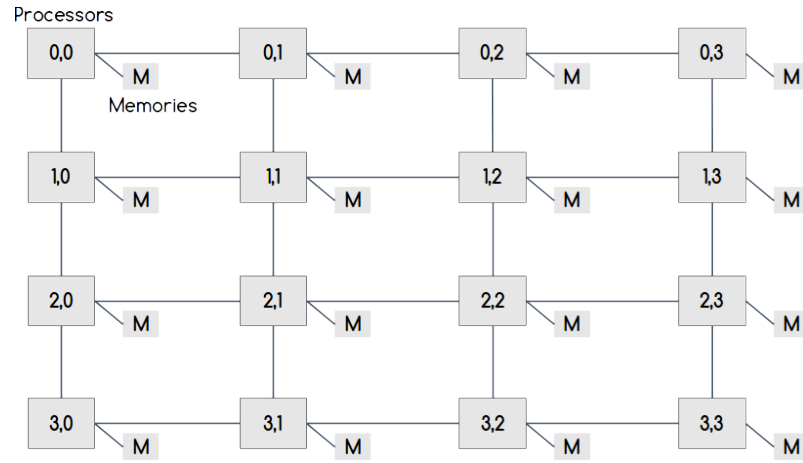 Processors
0,0 0,1 0,2 0,3
M M M M
Memories
1,0 1,1 1,2 1,3
M M M M
2,0 2,1 2,2 2,3
M M M M
3,0 3,1 3,2 3,3
M M M M